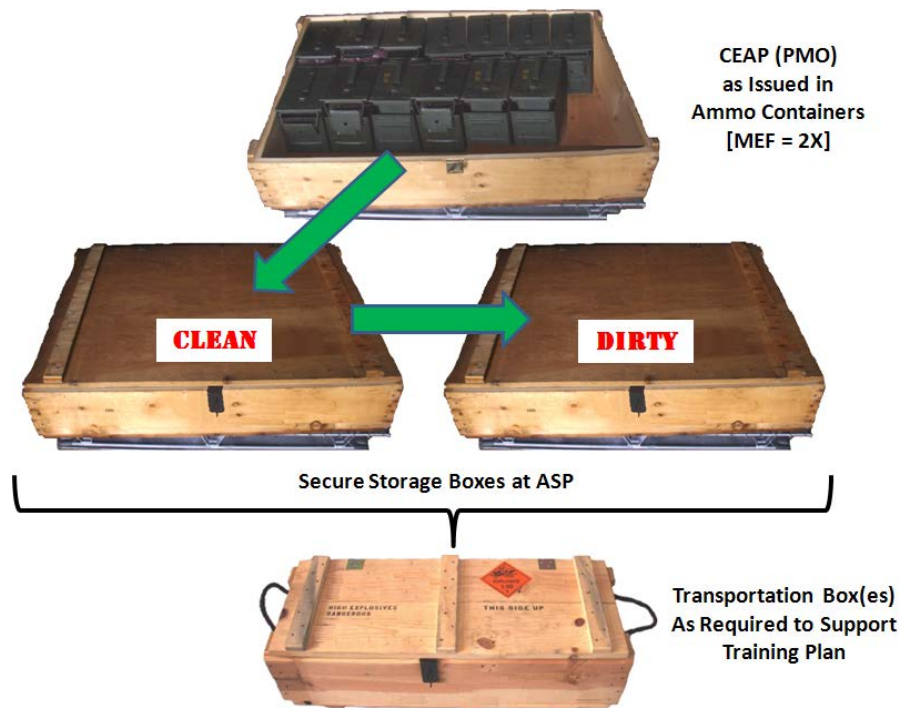 CEAP (PMO)
as Issued in
Ammo Containers
[MEF = 2X]
CLEAN
DIRTY
Secure Storage Boxes at ASP
HIGH EXPLOSIVES
DANGEROUS
THIS SIDE UP
Transportation Box(es)
As Required to Support
Training Plan